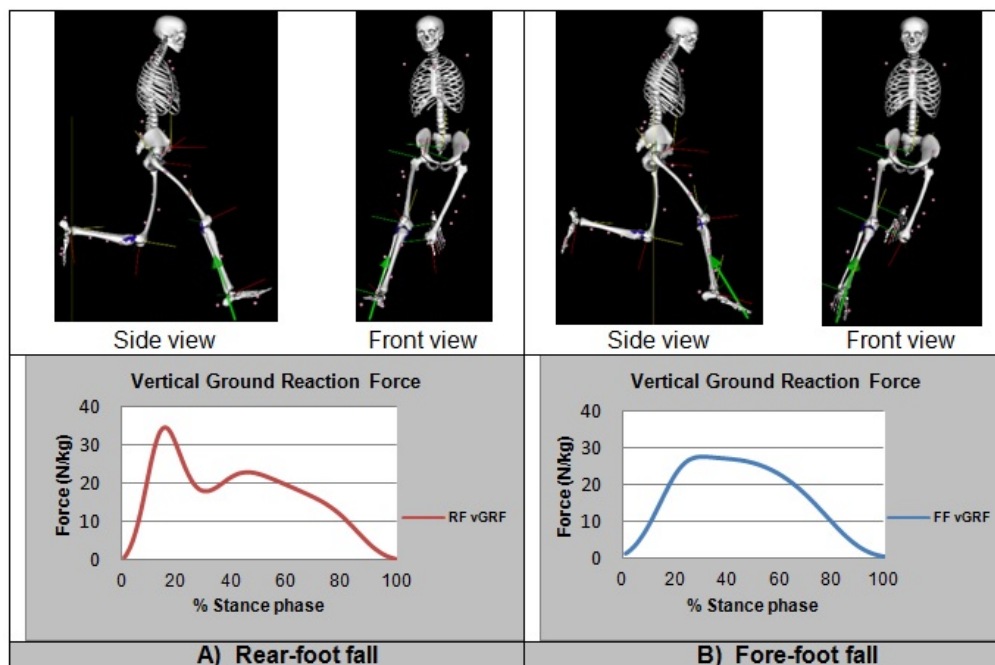 Side view
Front view
Side view
Front view
Vertical Ground Reaction Force
40
30
20
10
0
Force (N/kg)
0 20 40 60 80 100
% Stance phase
RF vGRF
Vertical Ground Reaction Force
40
30
20
10
0
Force (N/kg)
0 20 40 60 80 100
% Stance phase
FF vGRF
A) Rear-foot fall
B) Fore-foot fall